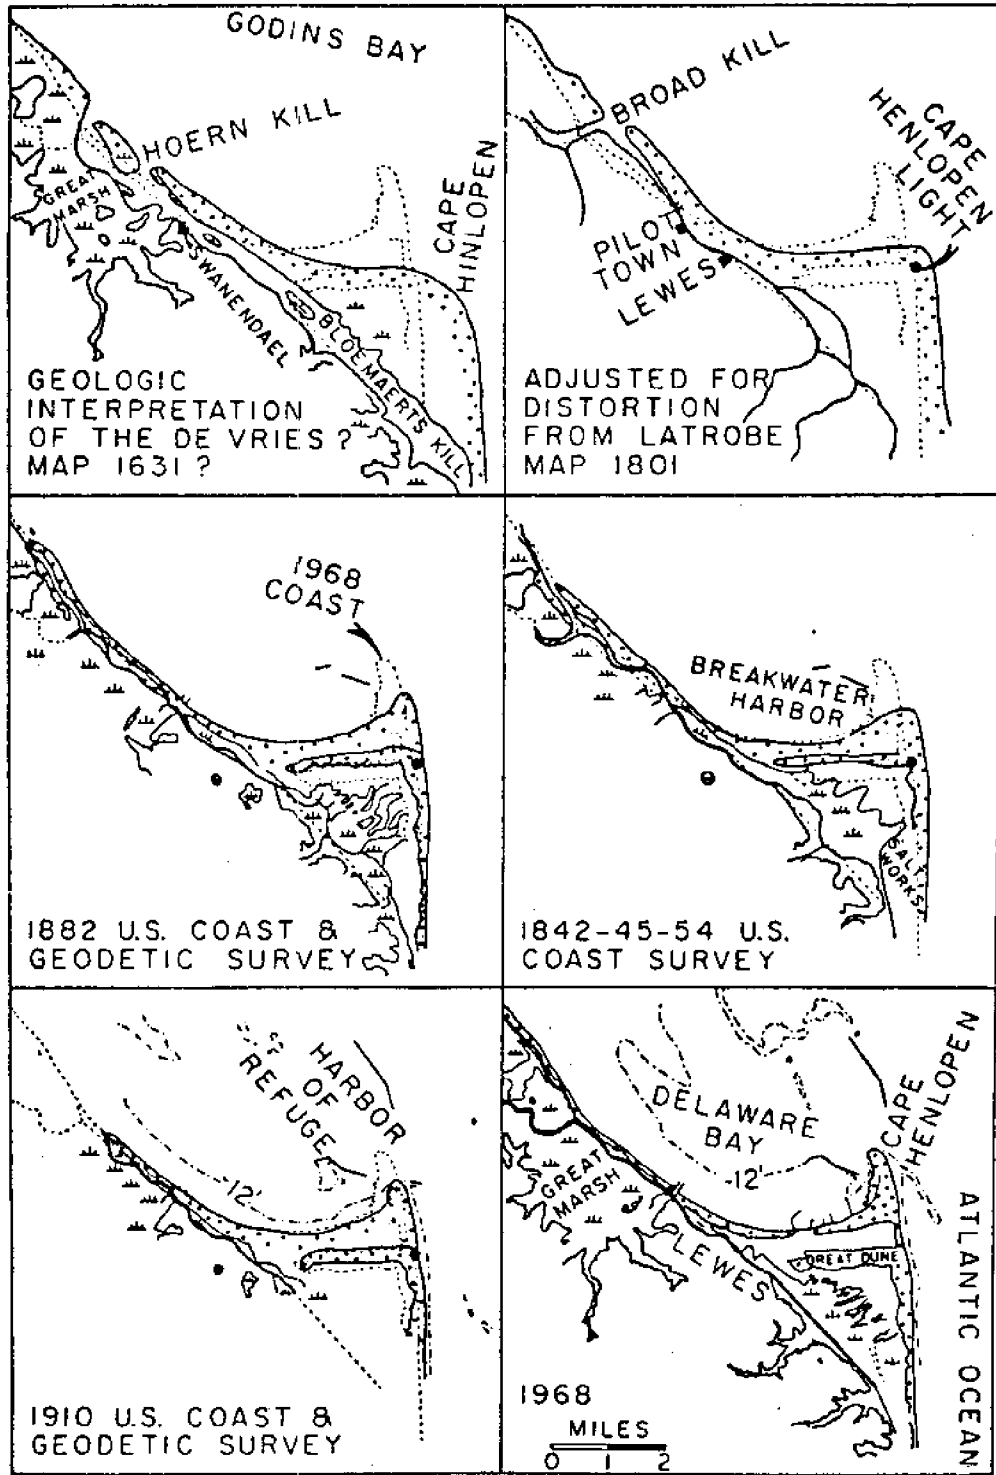 GODINS BAY
HOERN KILL
CAPE
HINLOPEN
GREAT
MARSH
SWANENDAEL
BLOEMAERTS KILL
GEOLOGIC
INTERPRETATION
OF THE DE VRIES ?
MAP 1631 ?
BROAD KILL
CAPE
HENLOPEN
LIGHT
PILOT
TOWN
LEWES
ADJUSTED FOR
DISTORTION
FROM LATROBE
MAP 1801
1968
COAST
1882 U.S. COAST &
GEODETIC SURVEY
BREAKWATER
HARBOR
SALT
WORKS
1842-45-54 U.S.
COAST SURVEY
HARBOR
OF
REFUGE
-12'
1910 U.S. COAST &
GEODETIC SURVEY
DELAWARE
BAY
-12'
CAPE
HENLOPEN
GREAT
MARSH
LEWES
GREAT DUNE
ATLANTIC OCEAN
1968
MILES
0 1 2